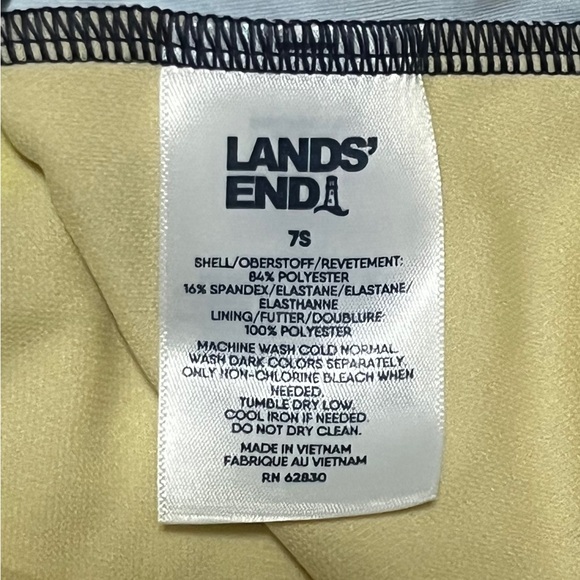 LANDS'
END
7S
SHELL/OBERSTOFF/REVETEMENT:
84% POLYESTER
16% SPANDEX/ELASTANE/ELASTANE/
ELASTHANNE
LINING/FUTTER/DOUBLURE
100% POLYESTER
MACHINE WASH COLD NORMAL.
WASH DARK COLORS SEPARATELY.
ONLY NON-CHLORINE BLEACH WHEN
NEEDED.
TUMBLE DRY LOW.
COOL IRON IF NEEDED.
DO NOT DRY CLEAN.
MADE IN VIETNAM
FABRIQUE AU VIETNAM
RN 62830